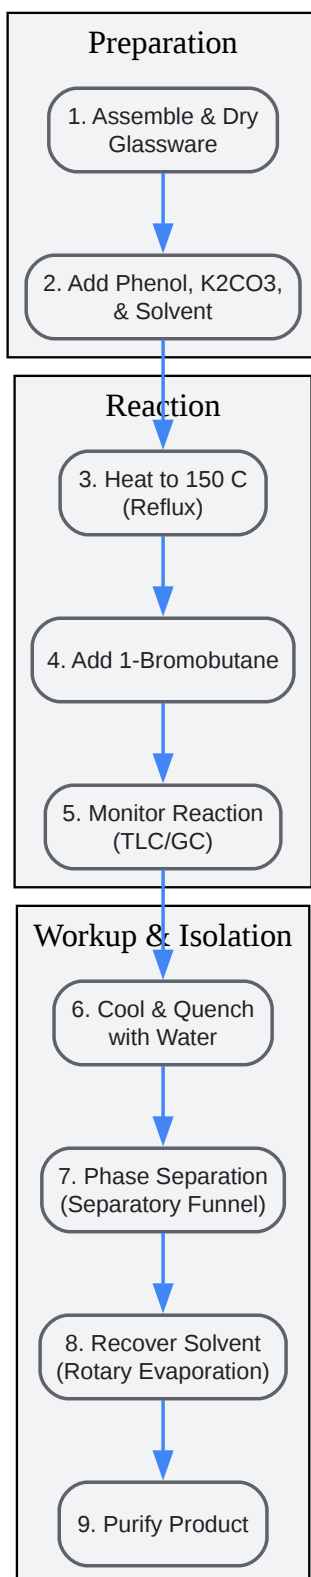 Preparation
1. Assemble & Dry
Glassware
2. Add Phenol, K2CO3,
& Solvent
Reaction
3. Heat to 150 C
(Reflux)
4. Add 1-Bromobutane
5. Monitor Reaction
(TLC/GC)
Workup & Isolation
6. Cool & Quench
with Water
7. Phase Separation
(Separatory Funnel)
8. Recover Solvent
(Rotary Evaporation)
9. Purify Product